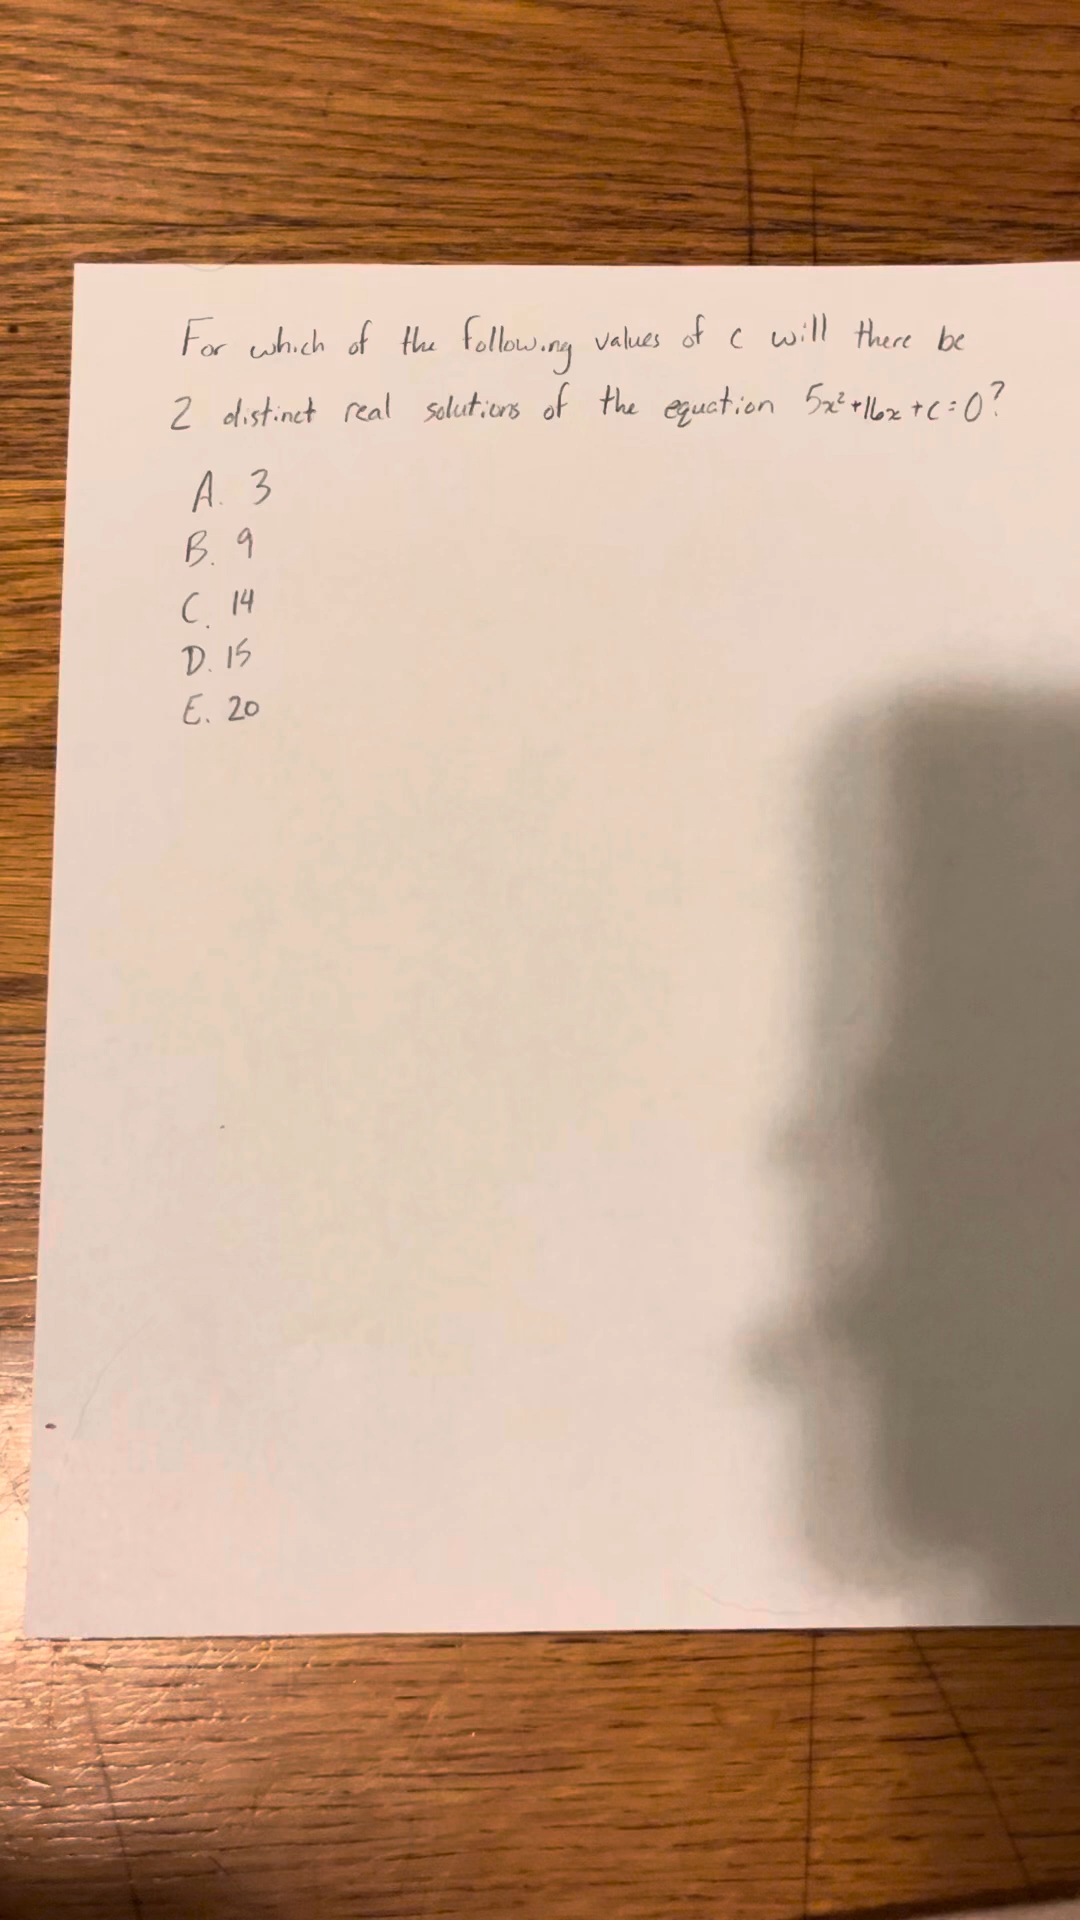 For which of the following values of c will there be
2 distinct real solutions of the equation 5x²+16x+c=0?
A. 3
B. 9
C. 14
D. 15
E. 20